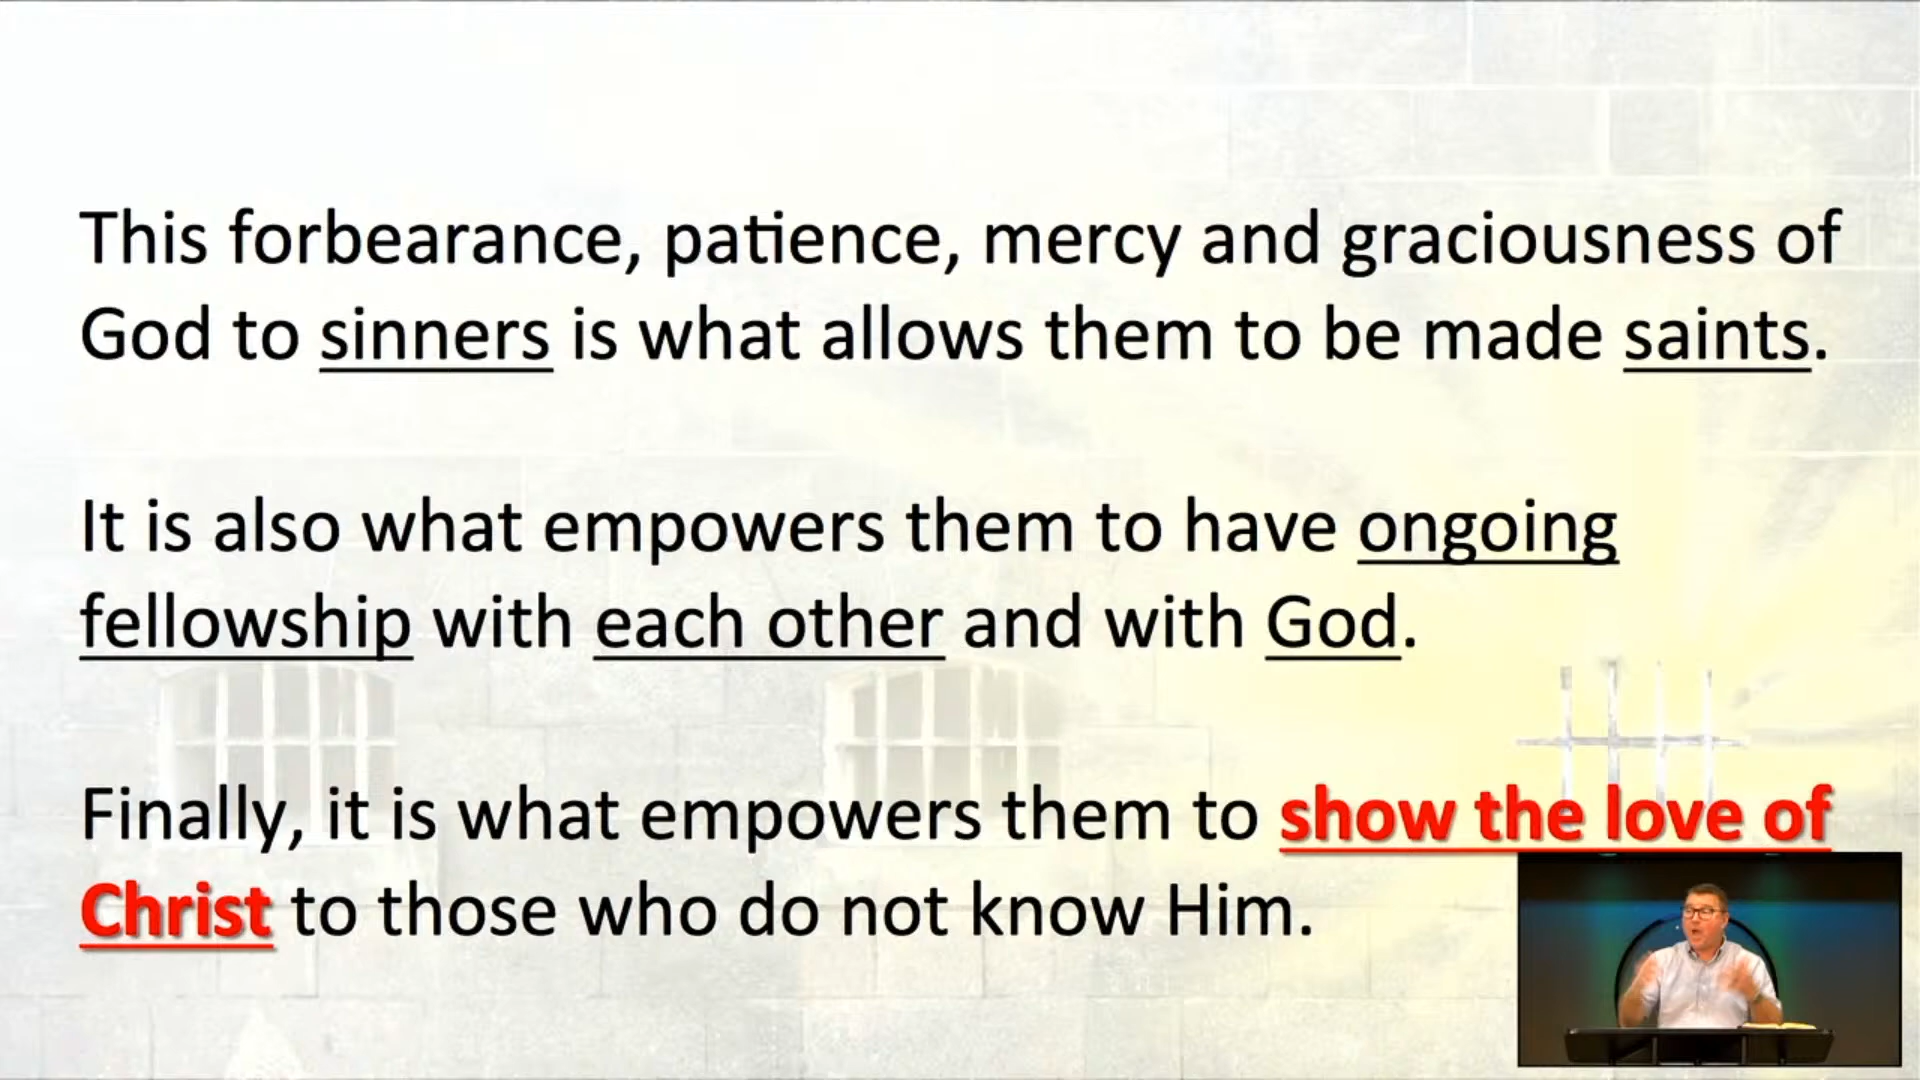 This forbearance, patience, mercy and graciousness of
God to sinners is what allows them to be made saints.
It is also what empowers them to have ongoing
fellowship with each other and with God.
Finally, it is what empowers them to show the love of
Christ to those who do not know Him.